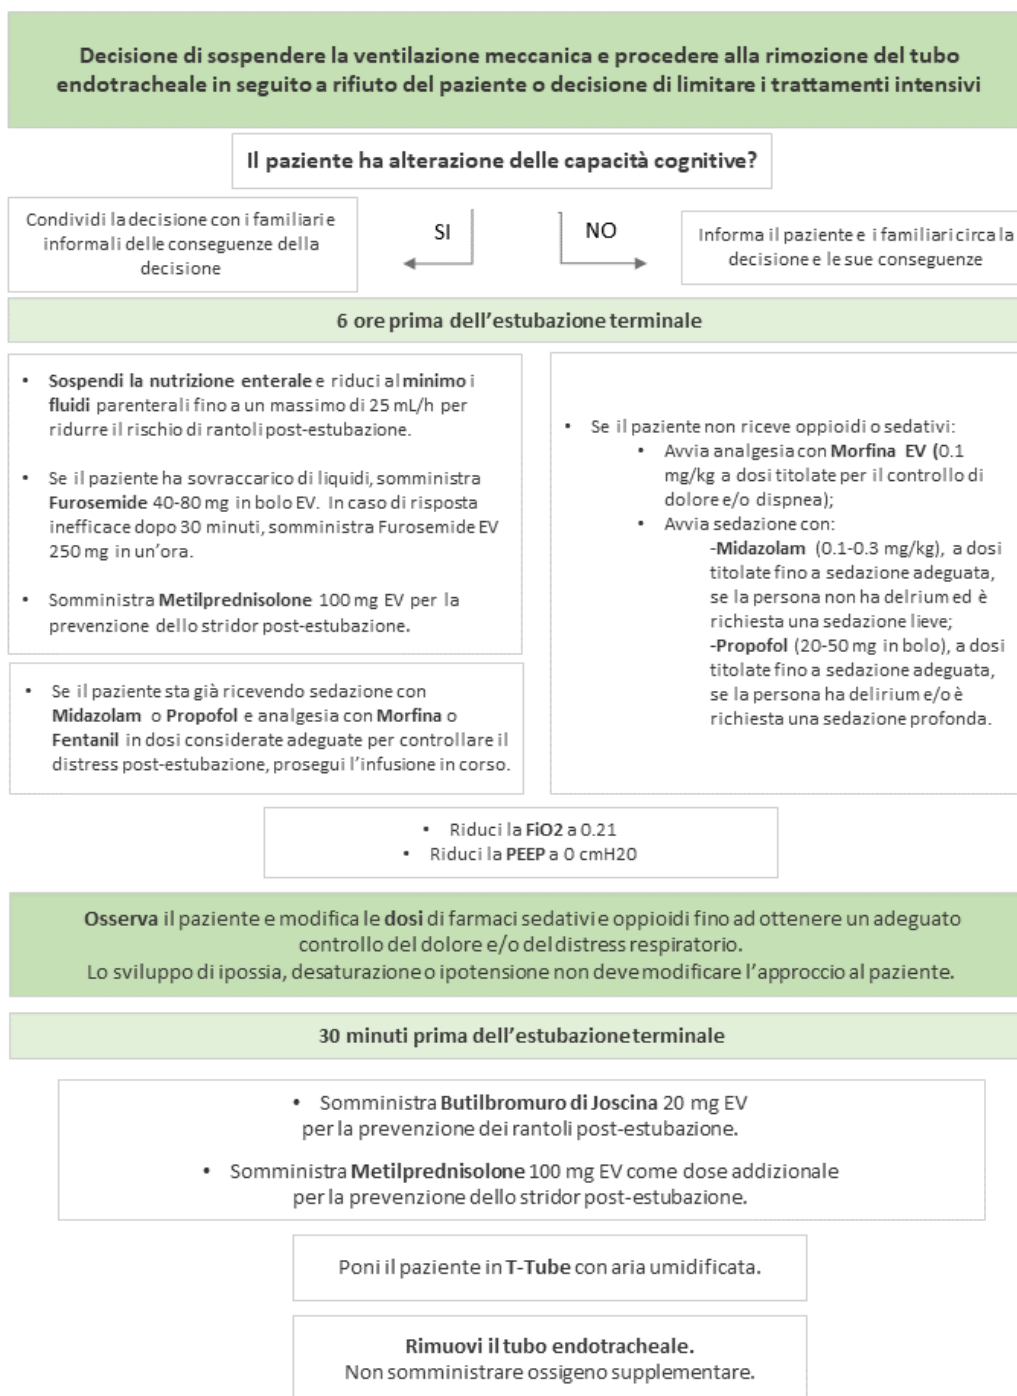 Decisione di sospendere la ventilazione meccanica e procedere alla rimozione del tubo
endotracheale in seguito a rifiuto del paziente o decisione di limitare i trattamenti intensivi
Il paziente ha alterazione delle capacità cognitive?
Condividi la decisione con i familiari e
informali delle conseguenze della
decisione
SI
NO
Informa il paziente e i familiari circa la
decisione e le sue conseguenze
6 ore prima dell'estubazione terminale
• Sospendi la nutrizione enterale e riduci al minimo i
fluidi parenterali fino a un massimo di 25 mL/h per
ridurre il rischio di rantoli post-estubazione.
• Se il paziente ha sovraccarico di liquidi, somministra
Furosemide 40-80 mg in bolo EV. In caso di risposta
inefficace dopo 30 minuti, somministra Furosemide EV
250 mg in un'ora.
• Somministra Metilprednisolone 100 mg EV per la
prevenzione dello stridor post-estubazione.
• Se il paziente sta già ricevendo sedazione con
Midazolam o Propofol e analgesia con Morfina o
Fentanil in dosi considerate adeguate per controllare il
distress post-estubazione, prosegui l'infusione in corso.
• Se il paziente non riceve oppioidi o sedativi:
• Avvia analgesia con Morfina EV (0.1
mg/kg a dosi titolate per il controllo di
dolore e/o dispnea);
• Avvia sedazione con:
-Midazolam (0.1-0.3 mg/kg), a dosi
titolate fino a sedazione adeguata,
se la persona non ha delrium ed è
richiesta una sedazione lieve;
-Propofol (20-50 mg in bolo), a dosi
titolate fino a sedazione adeguata,
se la persona ha delirium e/o è
richiesta una sedazione profonda.
• Riduci la FiO2 a 0.21
• Riduci la PEEP a 0 cmH20
Osserva il paziente e modifica le dosi di farmaci sedativi e oppioidi fino ad ottenere un adeguato
controllo del dolore e/o del distress respiratorio.
Lo sviluppo di ipossia, desaturazione o ipotensione non deve modificare l'approccio al paziente.
30 minuti prima dell'estubazione terminale
• Somministra Butilbromuro di Joscina 20 mg EV
per la prevenzione dei rantoli post-estubazione.
• Somministra Metilprednisolone 100 mg EV come dose addizionale
per la prevenzione dello stridor post-estubazione.
Poni il paziente in T-Tube con aria umidificata.
Rimuovi il tubo endotracheale.
Non somministrare ossigeno supplementare.